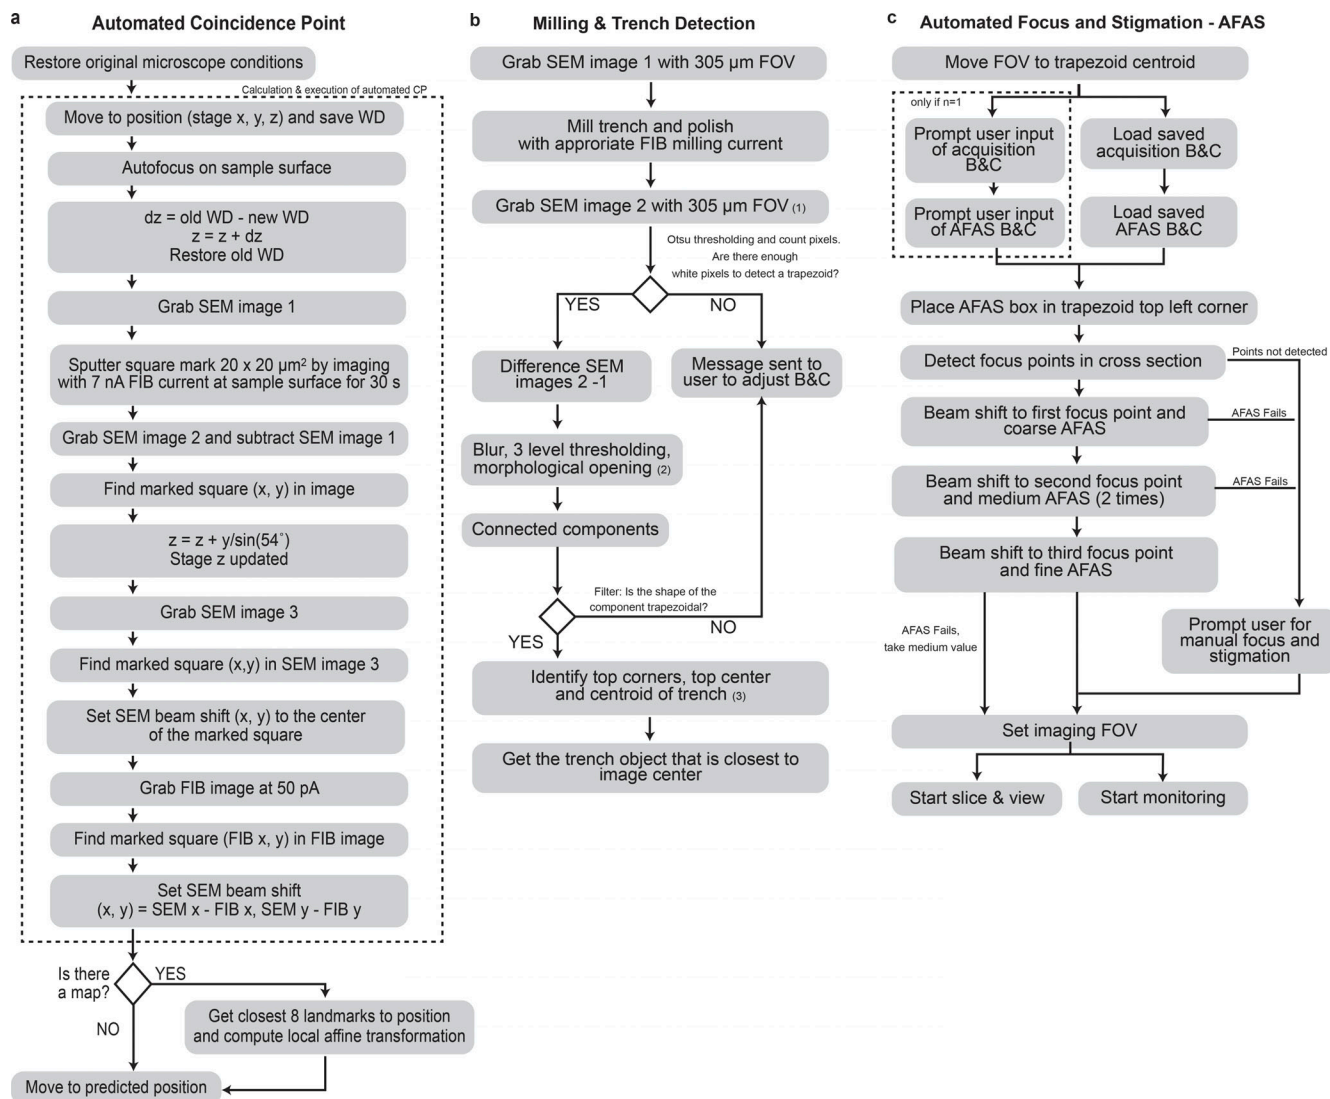 a
Automated Coincidence Point
Restore original microscope conditions
Calculation & execution of automated CP
Move to position (stage x, y, z) and save WD
Autofocus on sample surface
dz = old WD - new WD
z = z + dz
Restore old WD
Grab SEM image 1
Sputter square mark 20 x 20 µm² by imaging
with 7 nA FIB current at sample surface for 30 s
Grab SEM image 2 and subtract SEM image 1
Find marked square (x, y) in image
z = z + y/sin(54˚)
Stage z updated
Grab SEM image 3
Find marked square (x,y) in SEM image 3
Set SEM beam shift (x, y) to the center
of the marked square
Grab FIB image at 50 pA
Find marked square (FIB x, y) in FIB image
Set SEM beam shift
(x, y) = SEM x - FIB x, SEM y - FIB y
Is there
a map?
YES
NO
Get closest 8 landmarks to position
and compute local affine transformation
Move to predicted position
b
Milling & Trench Detection
Grab SEM image 1 with 305 µm FOV
Mill trench and polish
with approriate FIB milling current
Grab SEM image 2 with 305 µm FOV (1)
Otsu thresholding and count pixels.
Are there enough
white pixels to detect a trapezoid?
YES
NO
Difference SEM
images 2 -1
Message sent to
user to adjust B&C
Blur, 3 level thresholding,
morphological opening (2)
Connected components
Filter: Is the shape of the
component trapezoidal?
NO
YES
Identify top corners, top center
and centroid of trench (3)
Get the trench object that is closest to
image center
c
Automated Focus and Stigmation - AFAS
Move FOV to trapezoid centroid
only if n=1
Prompt user input
of acquisition
B&C
Load saved
acquisition B&C
Prompt user input
of AFAS B&C
Load saved
AFAS B&C
Place AFAS box in trapezoid top left corner
Detect focus points in cross section
Points not detected
Beam shift to first focus point and
coarse AFAS
AFAS Fails
Beam shift to second focus point
and medium AFAS (2 times)
AFAS Fails
Beam shift to third focus point
and fine AFAS
AFAS Fails,
take medium value
Prompt user for
manual focus and
stigmation
Set imaging FOV
Start slice & view
Start monitoring